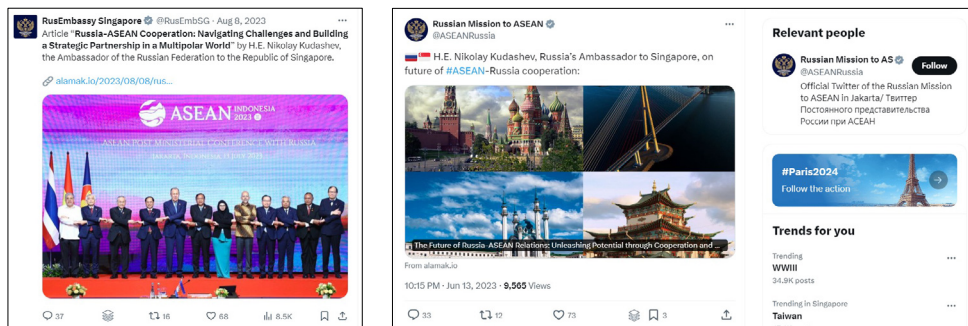 RusEmbassy Singapore @RusEmbSG · Aug 8, 2023
Article "Russia-ASEAN Cooperation: Navigating Challenges and Building
a Strategic Partnership in a Multipolar World" by H.E. Nikolay Kudashev,
the Ambassador of the Russian Federation to the Republic of Singapore.
alamak.io/2023/08/08/rus...
ASEAN INDONESIA 2023
ASEAN POST MINISTERIAL CONFERENCE WITH RUSSIA
JAKARTA, INDONESIA 13 JULY 2023
37 16 68 8.5K
Russian Mission to ASEAN
@ASEANRussia
H.E. Nikolay Kudashev, Russia's Ambassador to Singapore, on
future of #ASEAN-Russia cooperation:
The Future of Russia-ASEAN Relations: Unleashing Potential through Cooperation and ...
From alamak.io
10:15 PM · Jun 13, 2023 · 9,565 Views
33 12 73 3
Relevant people
Russian Mission to AS
@ASEANRussia
Follow
Official Twitter of the Russian Mission
to ASEAN in Jakarta/ Твиттер
Постоянного представительства
России при АСЕАН
#Paris2024
Follow the action
Trends for you
Trending
WWIII
34.9K posts
Trending in Singapore
Taiwan